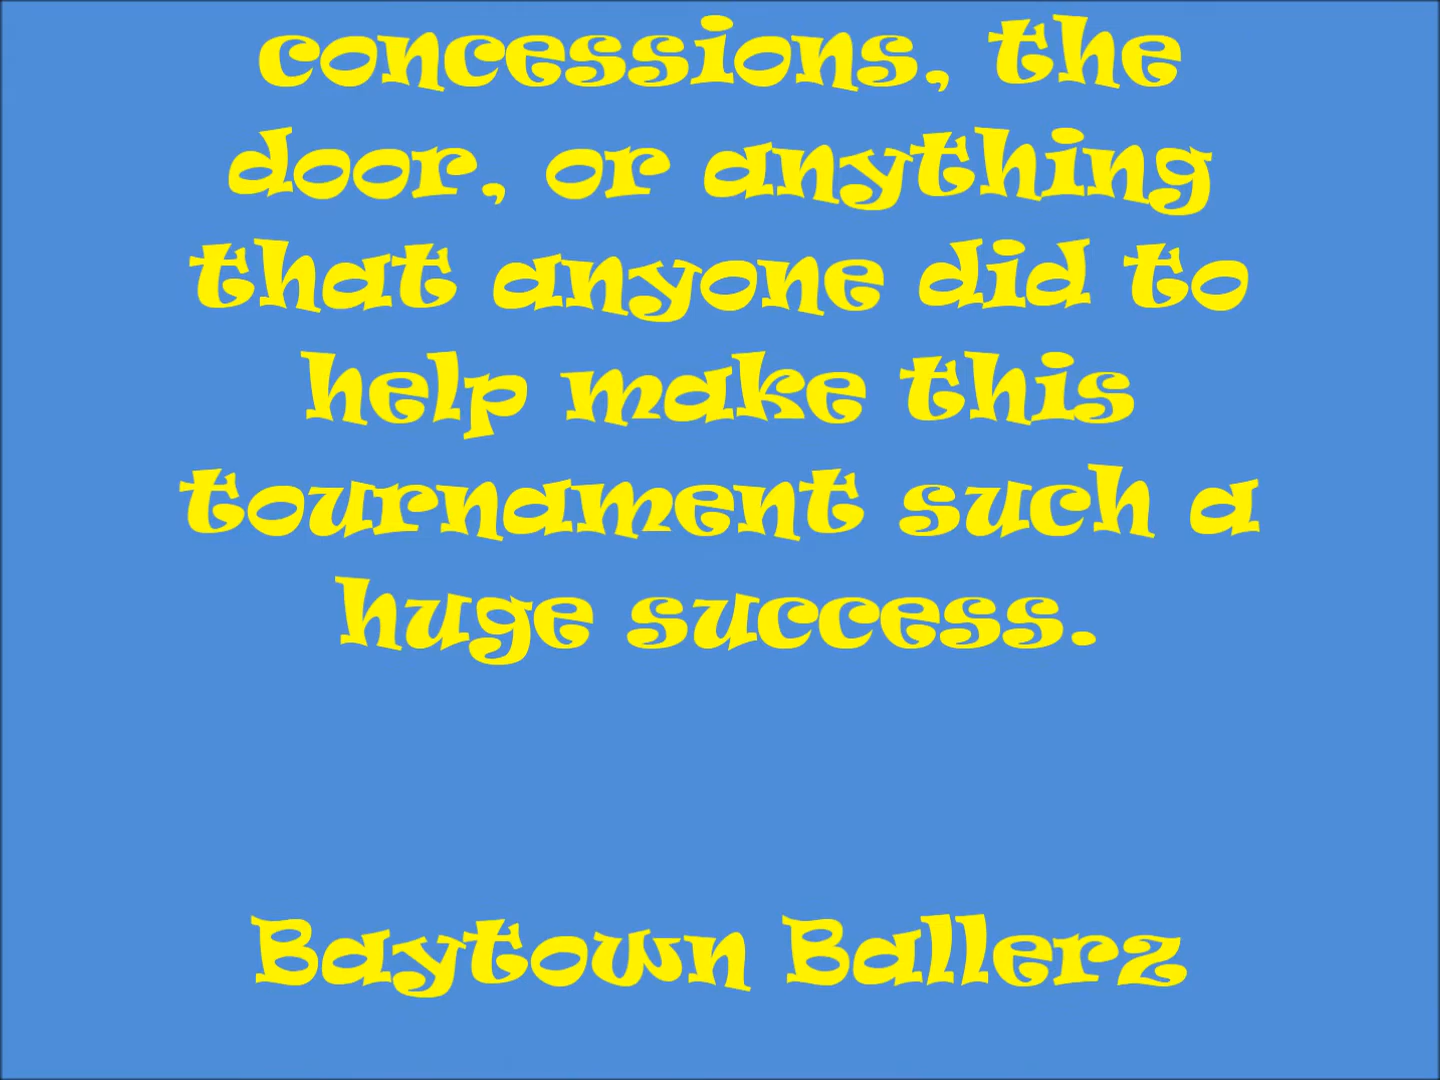 concessions, the
door, or anything
that anyone did to
help make this
tournament such a
huge success.
Baytown Ballerz